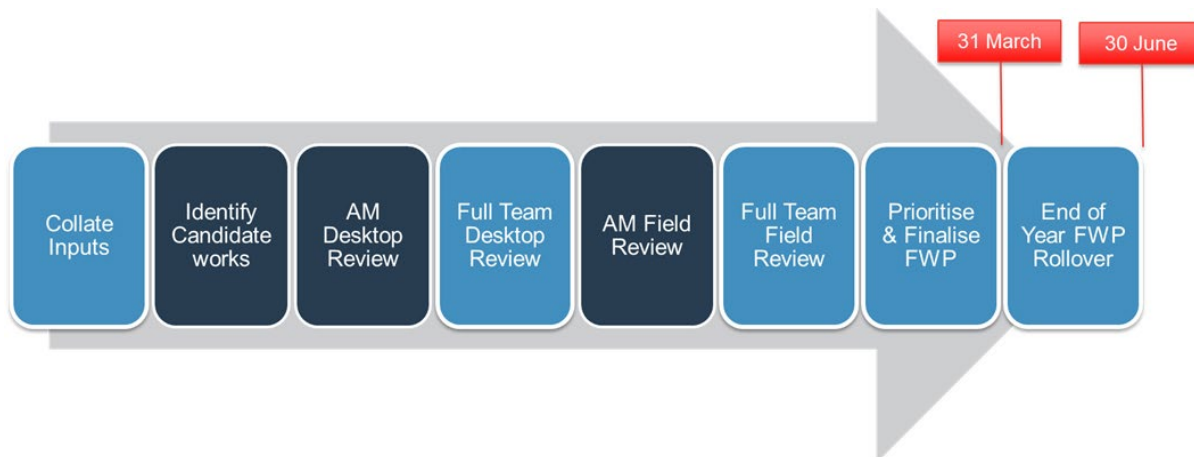 31 March
30 June
Collate
Inputs
Identify
Candidate
works
AM
Desktop
Review
Full Team
Desktop
Review
AM Field
Review
Full Team
Field
Review
Prioritise
& Finalise
FWP
End of
Year FWP
Rollover